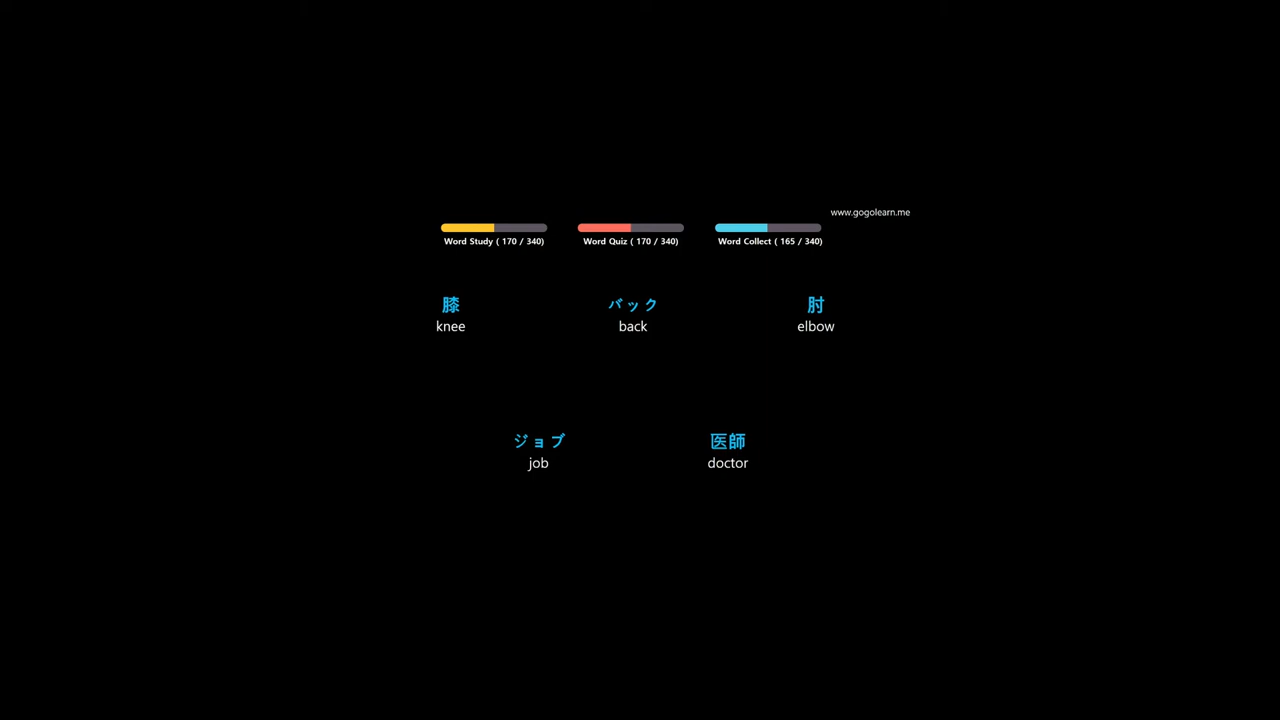 www.gogolearn.me
Word Study ( 170 / 340)
Word Quiz ( 170 / 340)
Word Collect ( 165 / 340)
膝
knee
バック
back
肘
elbow
ジョブ
job
医師
doctor